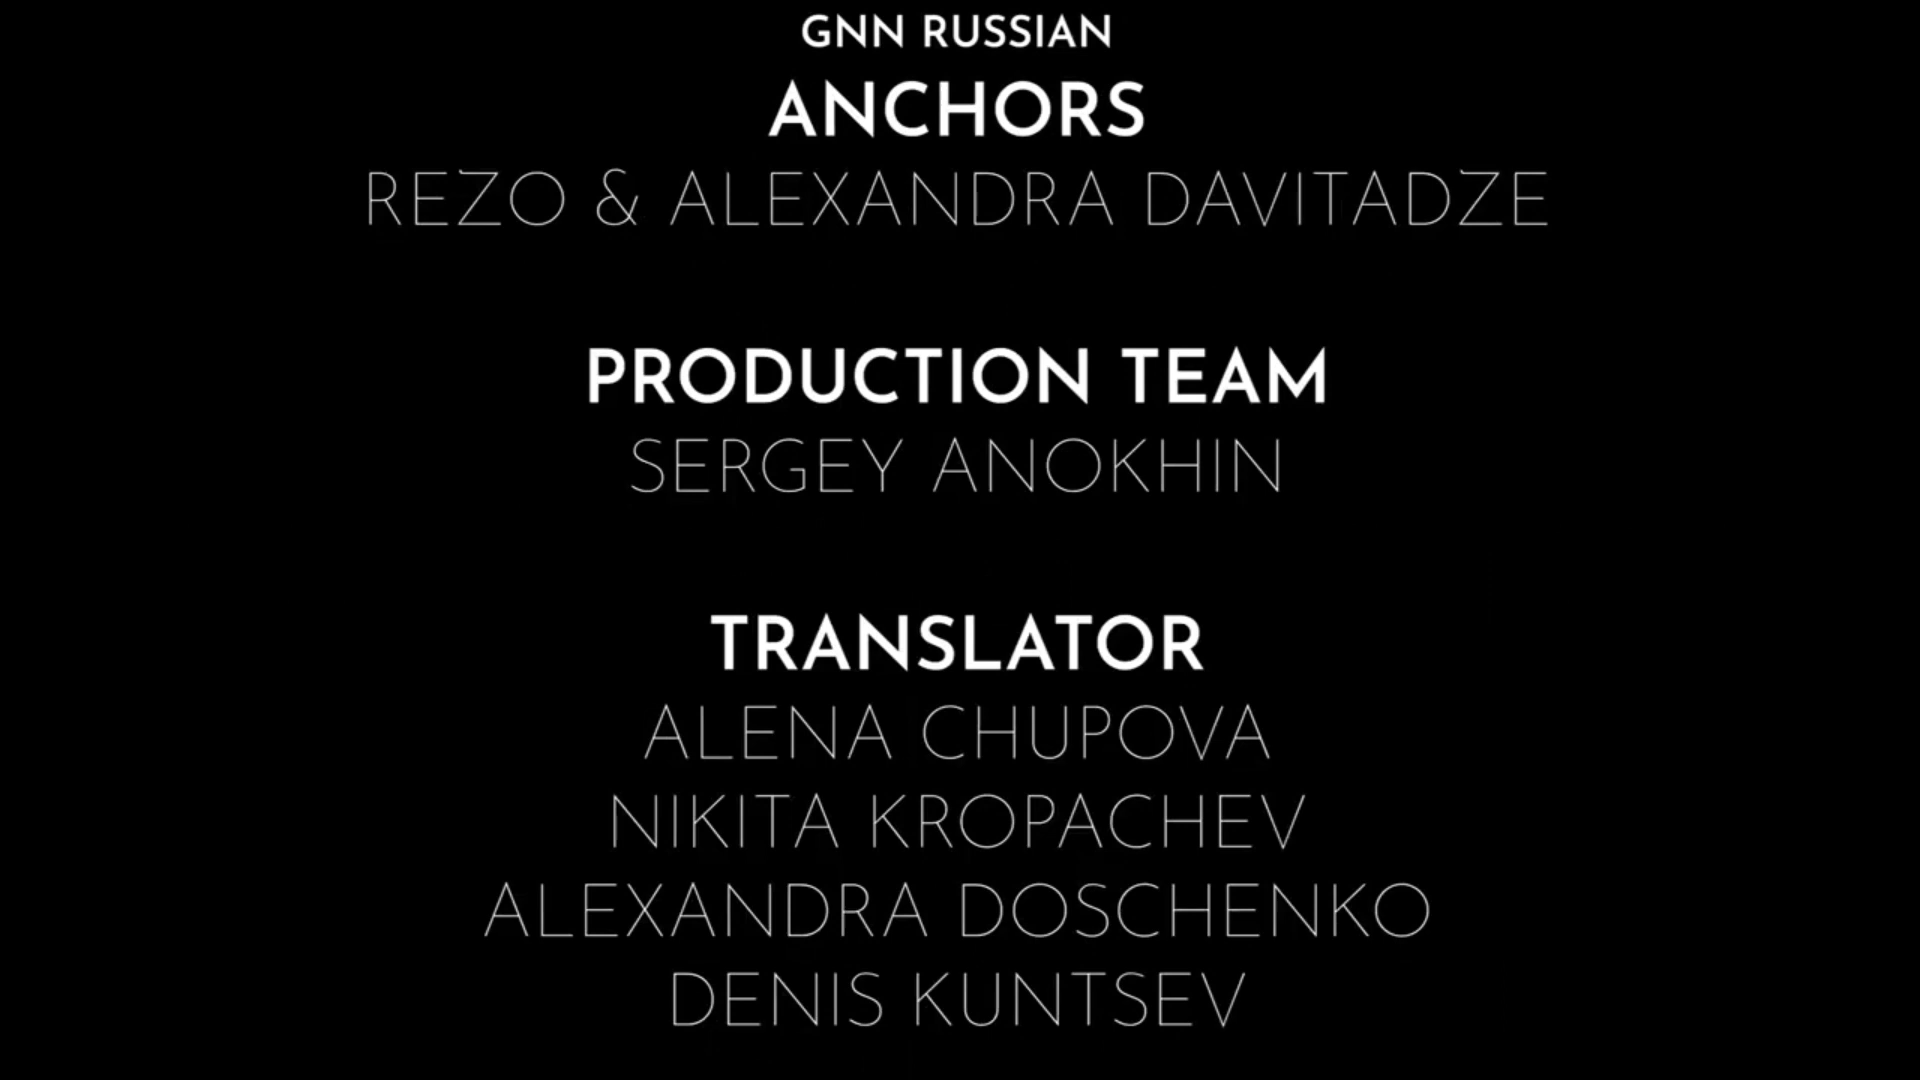 GNN RUSSIAN
ANCHORS
REZO & ALEXANDRA DAVITADZE
PRODUCTION TEAM
SERGEY ANOKHIN
TRANSLATOR
ALENA CHUPOVA
NIKITA KROPACHEV
ALEXANDRA DOSCHENKO
DENIS KUNTSEV